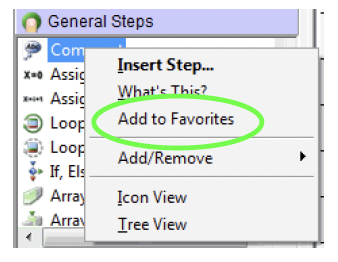 General Steps
Insert Step...
What's This?
Add to Favorites
Add/Remove
Icon View
Tree View
X=0 Assig
Assig
Loop
Loop
If, Els
Array
Array